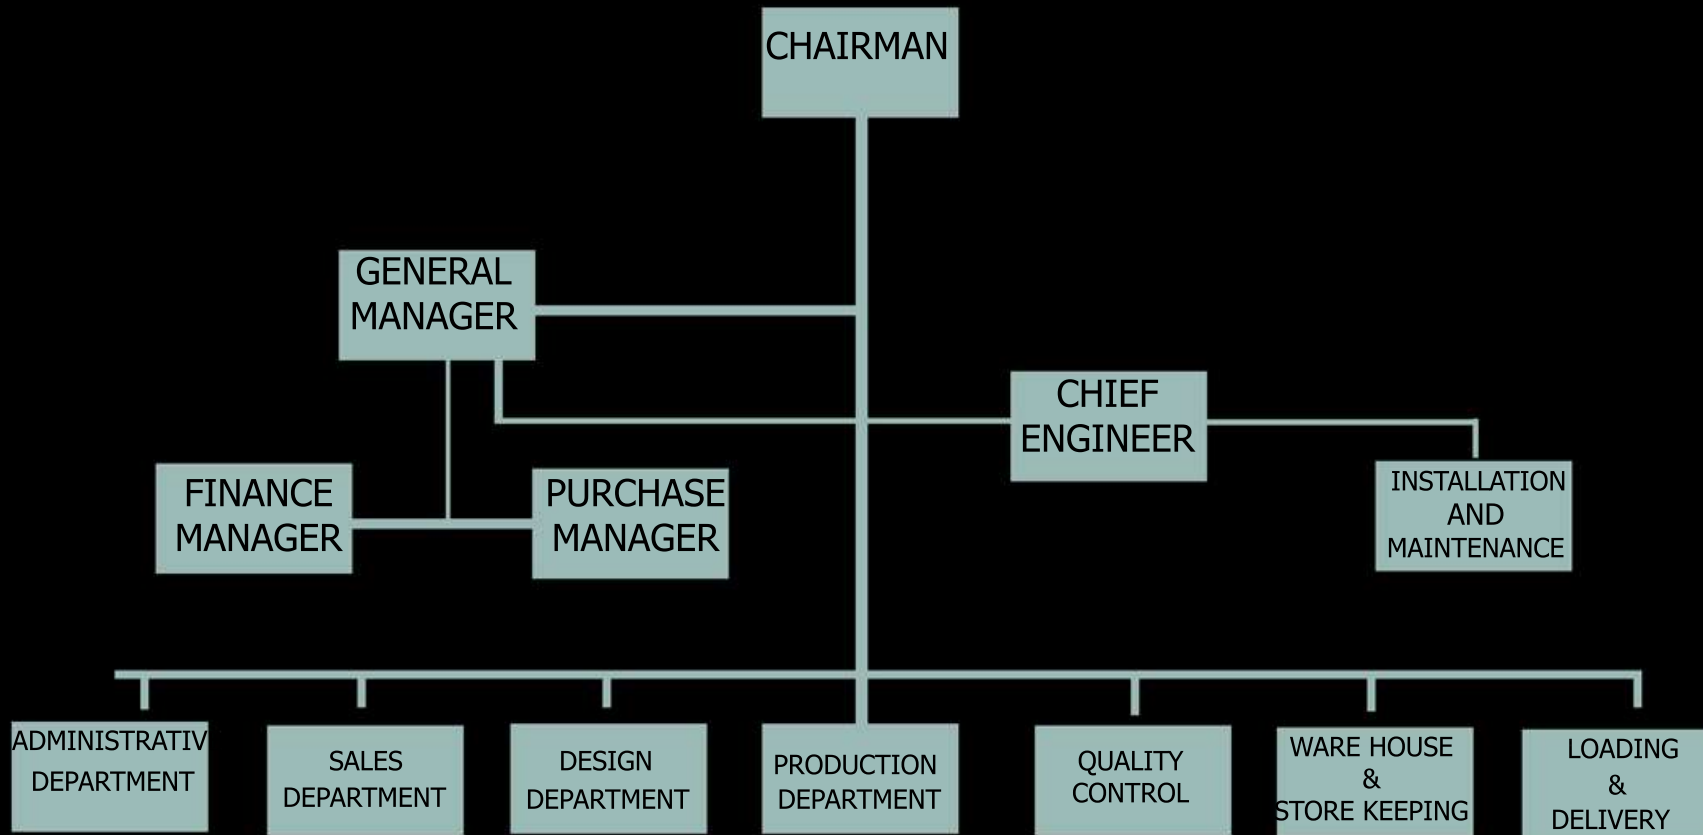 CHAIRMAN
GENERAL
MANAGER
CHIEF
ENGINEER
FINANCE
MANAGER
PURCHASE
MANAGER
INSTALLATION
AND
MAINTENANCE
ADMINISTRATIV
DEPARTMENT
SALES
DEPARTMENT
DESIGN
DEPARTMENT
PRODUCTION
DEPARTMENT
QUALITY
CONTROL
WARE HOUSE
&
STORE KEEPING
LOADING
&
DELIVERY